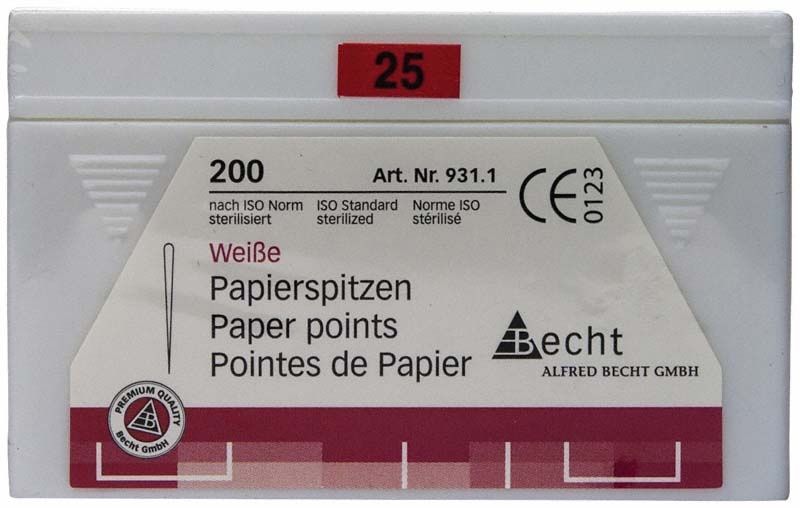 25
200 Art. Nr. 931.1
nach ISO Norm ISO Standard Norme ISO
sterilisiert sterilized stérilisé
CE 0123
Weiße
Papierspitzen
Paper points
Pointes de Papier
Becht
ALFRED BECHT GMBH
PREMIUM QUALITY
B
Becht GmbH